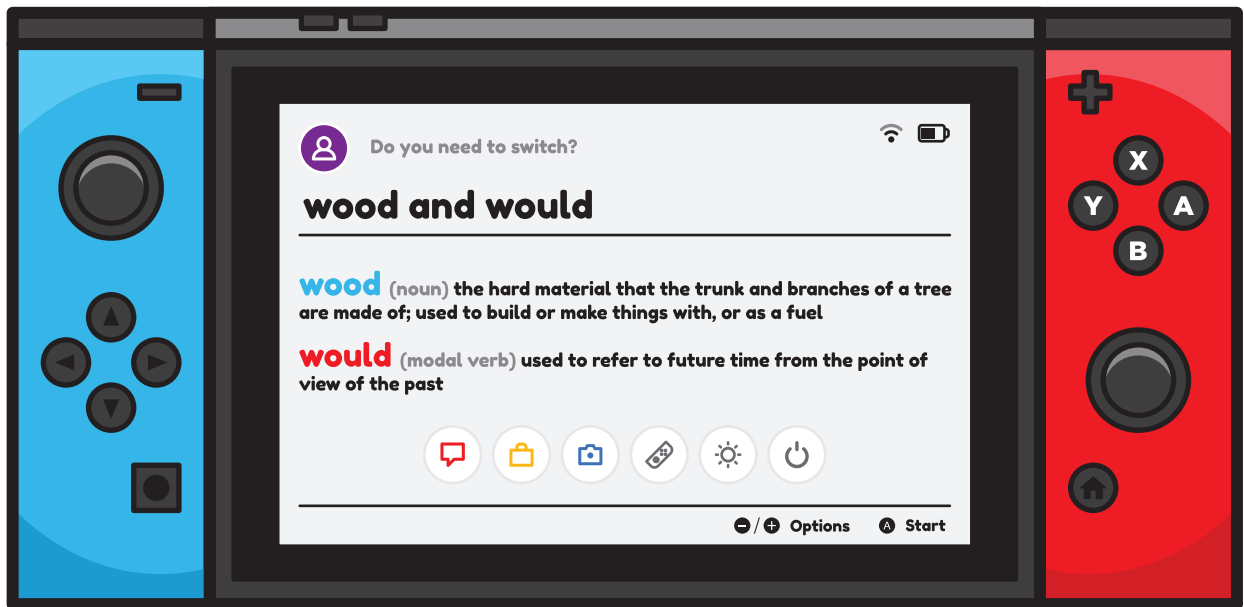 Do you need to switch?
wood and would
wood (noun) the hard material that the trunk and branches of a tree
are made of; used to build or make things with, or as a fuel
would (modal verb) used to refer to future time from the point of
view of the past
X
Y A
B
/ Options A Start